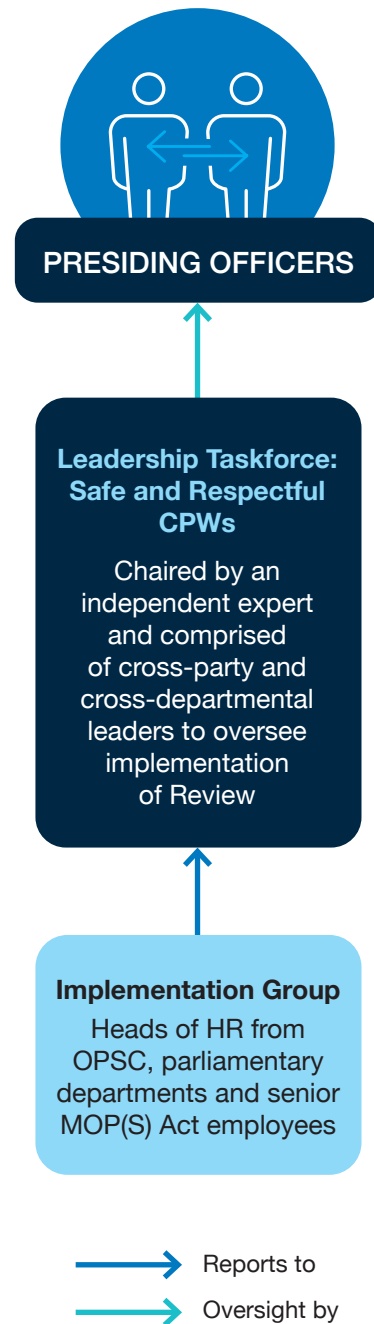 PRESIDING OFFICERS
Leadership Taskforce:
Safe and Respectful
CPWs
Chaired by an
independent expert
and comprised
of cross-party and
cross-departmental
leaders to oversee
implementation
of Review
Implementation Group
Heads of HR from
OPSC, parliamentary
departments and senior
MOP(S) Act employees
Reports to
Oversight by